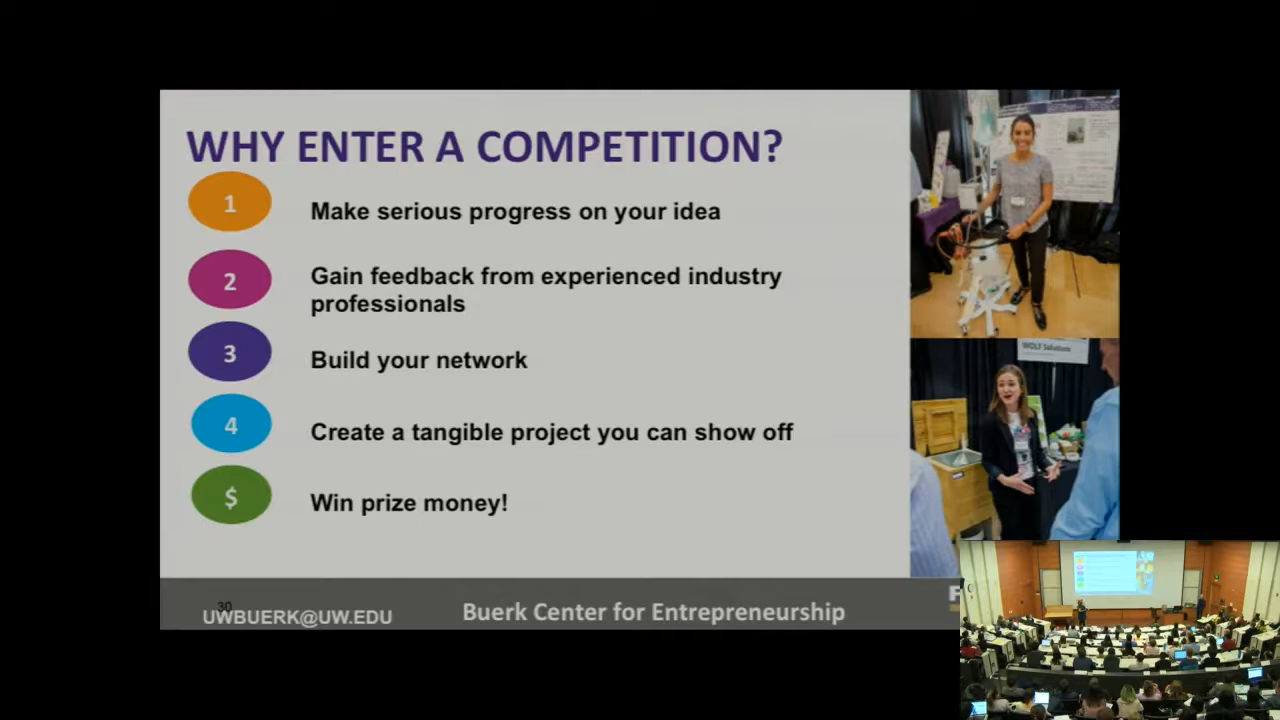 WHY ENTER A COMPETITION?
1
Make serious progress on your idea
2
Gain feedback from experienced industry
professionals
3
Build your network
4
Create a tangible project you can show off
$
Win prize money!
WOLF Solutions
30
UWBUERK@UW.EDU
Buerk Center for Entrepreneurship
F